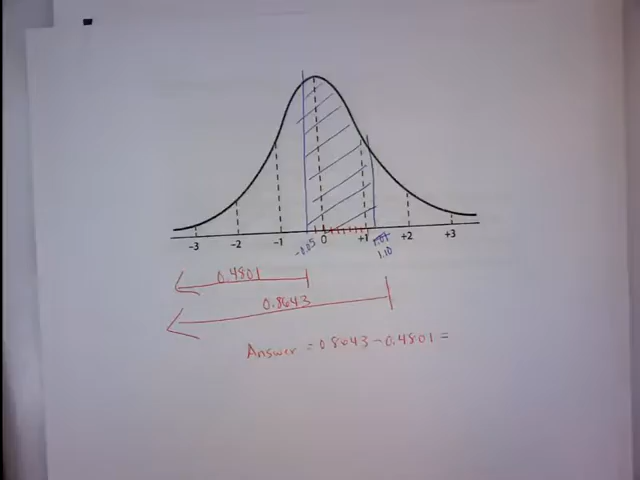 -3 -2 -1 -0.05 0 +1 +2 +3
1.10
0.4801
0.8643
Answer = 0.8643 - 0.4801 =